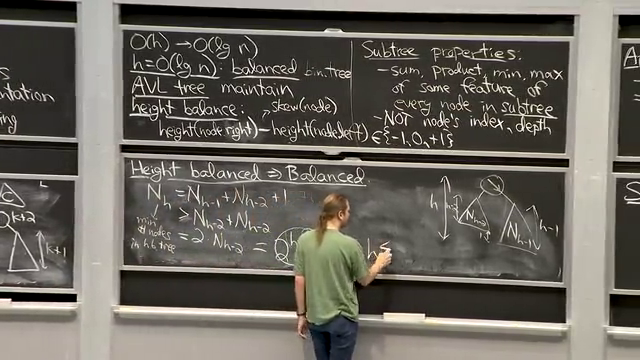 entation
ing
O(h) → O(lg n)
h = O(lg n): balanced bin. tree
AVL tree maintain
height balance: skew(node)
height(node.right) - height(node.left) ∈ {-1, 0, +1}
Subtree properties:
- sum, product, min, max
of some feature of
every node in subtree
- NOT node's index, depth
k+2
k+1
Height balanced ⇒ Balanced
N_h = N_{h-1} + N_{h-2} + 1
> N_{h-2} + N_{h-2}
= 2 N_{h-2} =
min
# nodes
in h.b. tree
h ≤
h
h-2
N_{h-2}
N_{h-1}
h-1